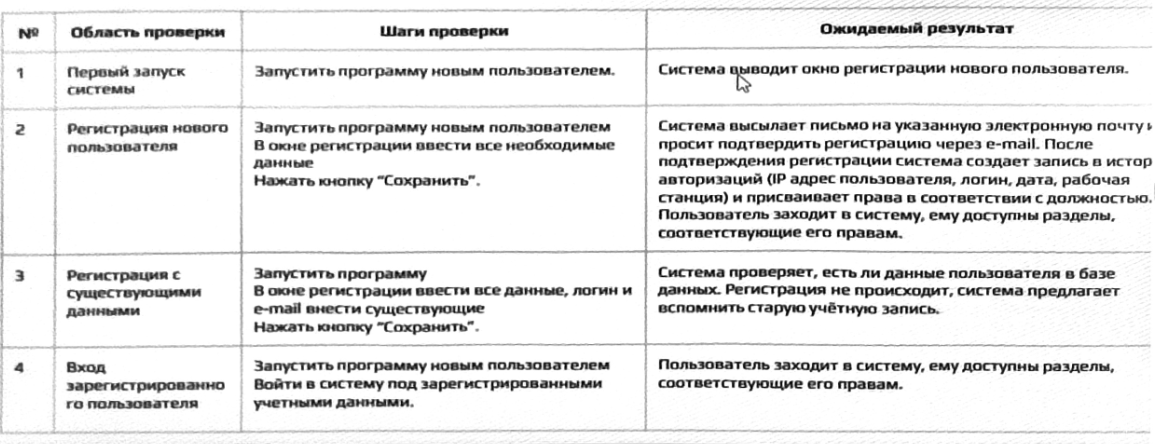 № Область проверки Шаги проверки Ожидаемый результат
1 Первый запуск системы Запустить программу новым пользователем. Система выводит окно регистрации нового пользователя.
2 Регистрация нового пользователя
Запустить программу новым пользователем
В окне регистрации ввести все необходимые
данные
Нажать кнопку "Сохранить".
Система высылает письмо на указанную электронную почту и
просит подтвердить регистрацию через e-mail. После
подтверждения регистрации система создает запись в истор
авторизаций (IP адрес пользователя, логин, дата, рабочая
станция) и присваивает права в соответствии с должностью.
Пользователь заходит в систему, ему доступны разделы,
соответствующие его правам.
3 Регистрация с
существующими
данными
Запустить программу
В окне регистрации ввести все данные, логин и
e-mail внести существующие
Нажать кнопку "Сохранить".
Система проверяет, есть ли данные пользователя в базе
данных. Регистрация не происходит, система предлагает
вспомнить старую учётную запись.
4 Вход
зарегистрированно
го пользователя
Запустить программу новым пользователем
Войти в систему под зарегистрированными
учетными данными.
Пользователь заходит в систему, ему доступны разделы,
соответствующие его правам.